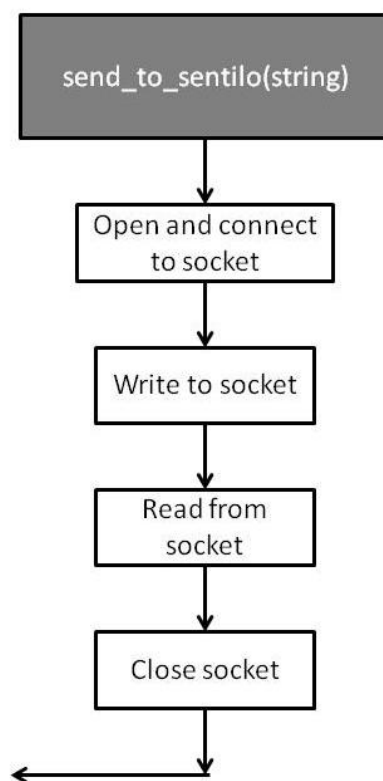 send_to_sentilo(string)
Open and connect
to socket
Write to socket
Read from
socket
Close socket